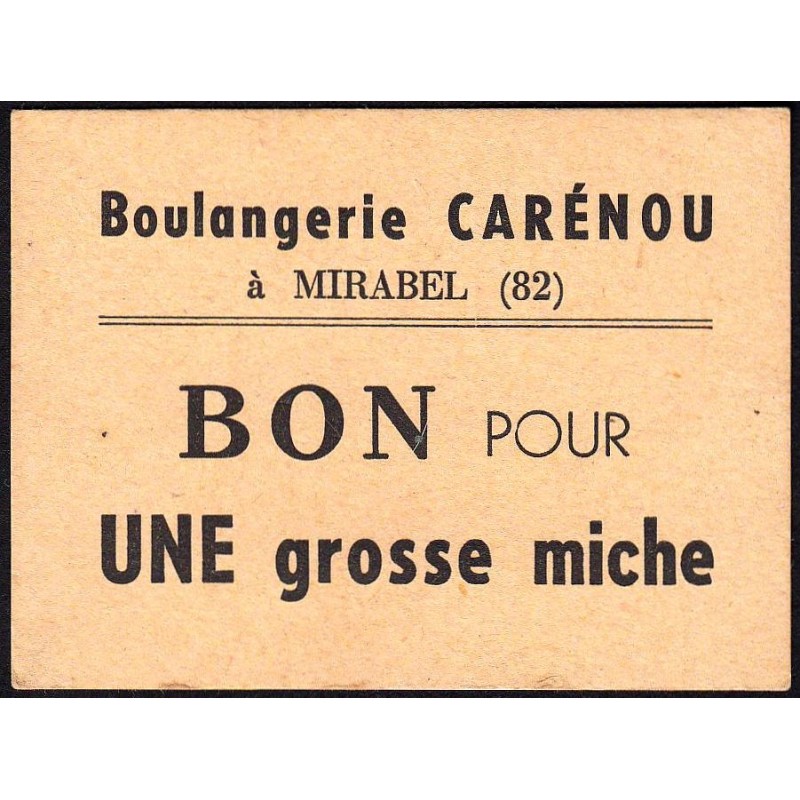 Boulangerie CARÉNOU
à MIRABEL (82)
BON POUR
UNE grosse miche